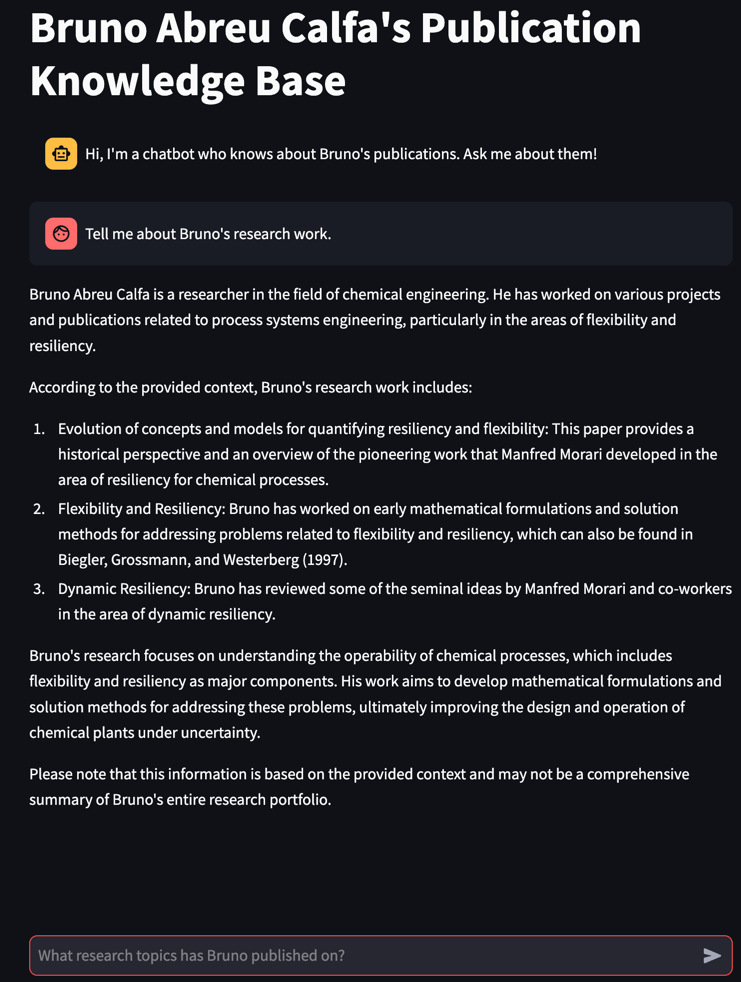 Bruno Abreu Calfa's Publication
Knowledge Base
Hi, I'm a chatbot who knows about Bruno's publications. Ask me about them!
Tell me about Bruno's research work.
Bruno Abreu Calfa is a researcher in the field of chemical engineering. He has worked on various projects
and publications related to process systems engineering, particularly in the areas of flexibility and
resiliency.
According to the provided context, Bruno's research work includes:
1. Evolution of concepts and models for quantifying resiliency and flexibility: This paper provides a
historical perspective and an overview of the pioneering work that Manfred Morari developed in the
area of resiliency for chemical processes.
2. Flexibility and Resiliency: Bruno has worked on early mathematical formulations and solution
methods for addressing problems related to flexibility and resiliency, which can also be found in
Biegler, Grossmann, and Westerberg (1997).
3. Dynamic Resiliency: Bruno has reviewed some of the seminal ideas by Manfred Morari and co-workers
in the area of dynamic resiliency.
Bruno's research focuses on understanding the operability of chemical processes, which includes
flexibility and resiliency as major components. His work aims to develop mathematical formulations and
solution methods for addressing these problems, ultimately improving the design and operation of
chemical plants under uncertainty.
Please note that this information is based on the provided context and may not be a comprehensive
summary of Bruno's entire research portfolio.
What research topics has Bruno published on?